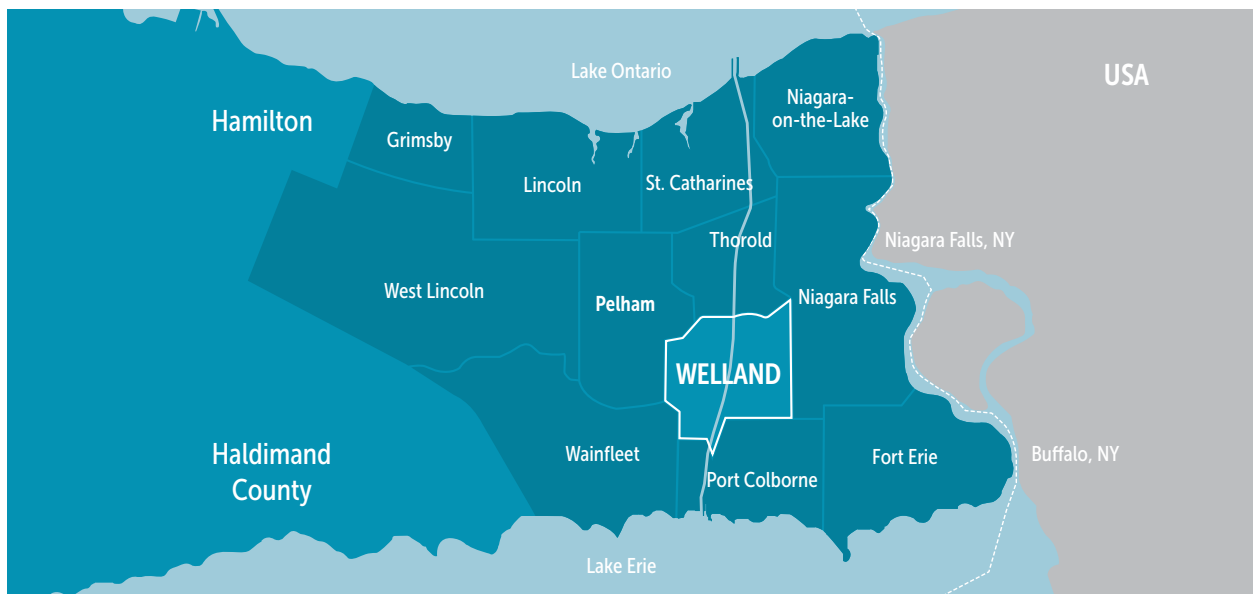 Lake Ontario
USA
Hamilton
Niagara-
on-the-Lake
Grimsby
Lincoln
St. Catharines
Thorold
Niagara Falls, NY
West Lincoln
Pelham
Niagara Falls
WELLAND
Haldimand
County
Wainfleet
Fort Erie
Buffalo, NY
Port Colborne
Lake Erie